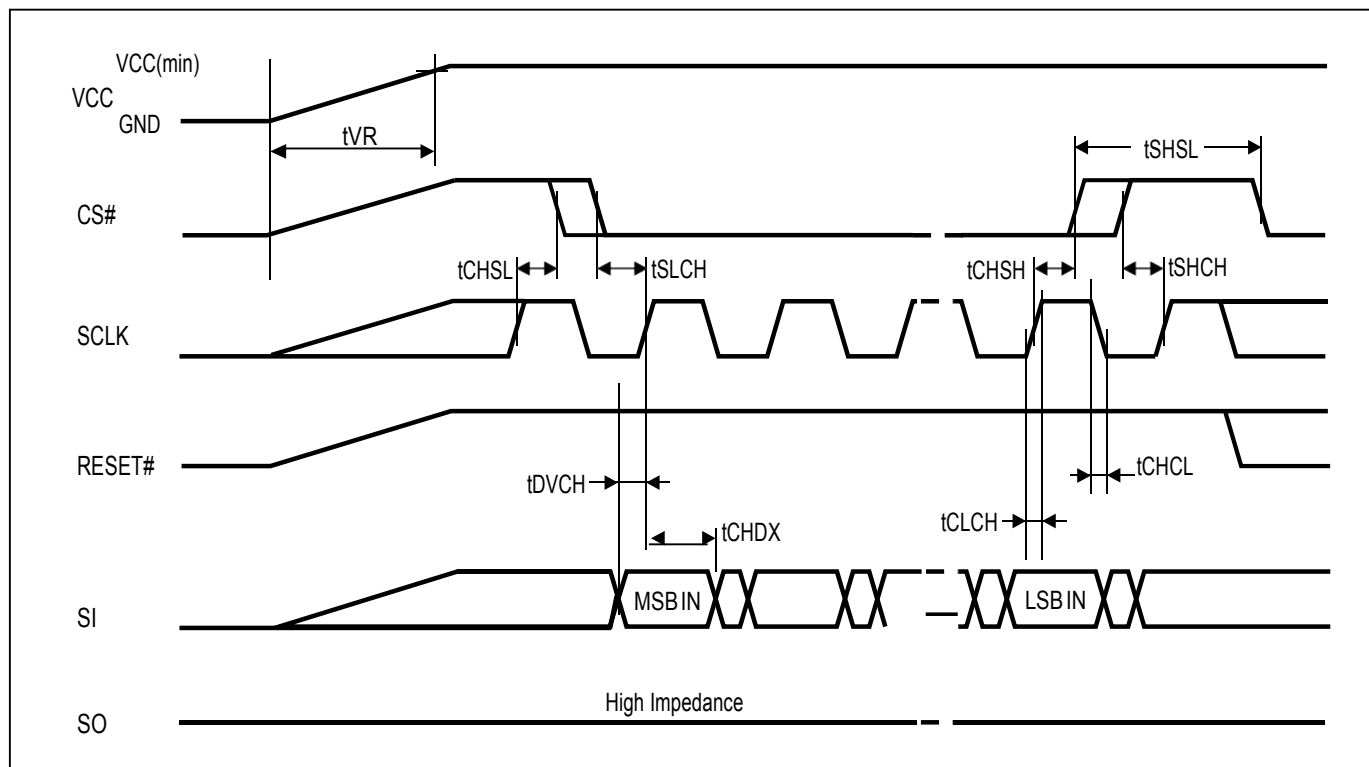 VCC(min)
VCC
GND
tVR
tSHSL
CS#
tCHSL
tSLCH
tCHSH
tSHCH
SCLK
RESET#
tCHCL
tDVCH
tCLCH
tCHDX
MSB IN
LSB IN
SI
High Impedance
SO